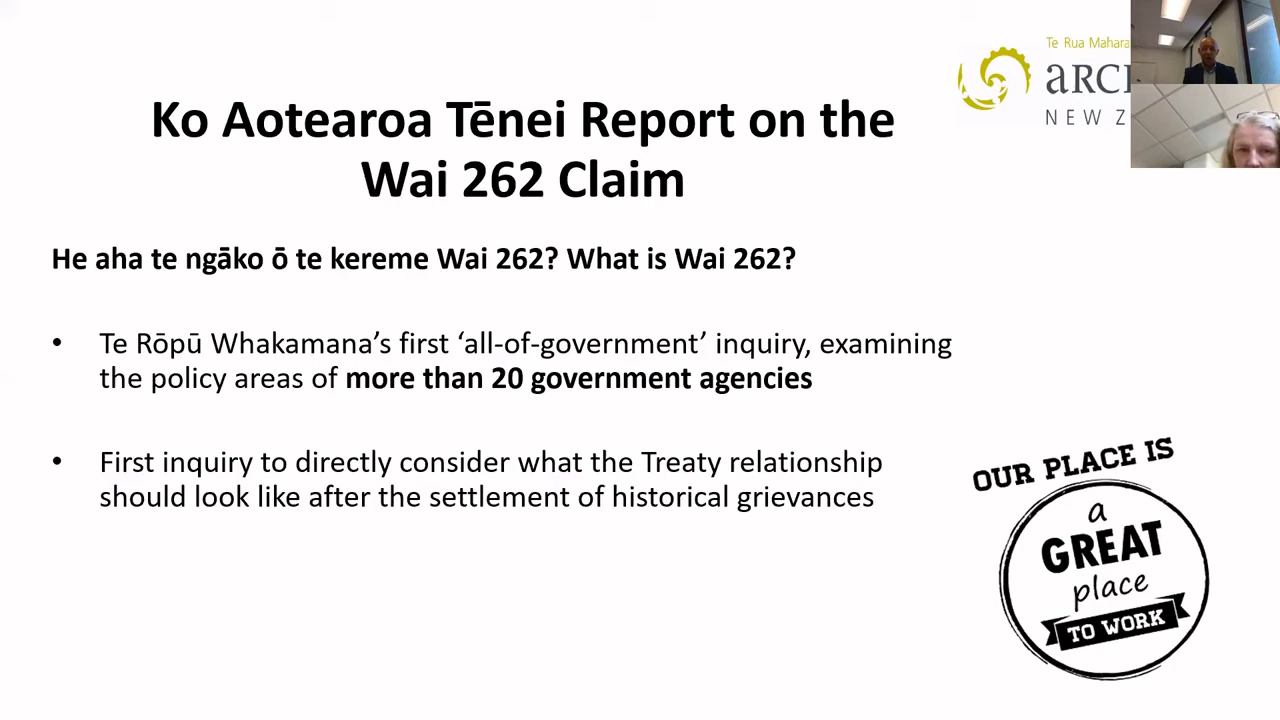 Te Rua Mahara
NEW Z
Ko Aotearoa Tēnei Report on the
Wai 262 Claim
He aha te ngāko ō te kereme Wai 262? What is Wai 262?
• Te Rōpū Whakamana’s first ‘all-of-government’ inquiry, examining
the policy areas of more than 20 government agencies
• First inquiry to directly consider what the Treaty relationship
should look like after the settlement of historical grievances
OUR PLACE IS
a
GREAT
place
TO WORK